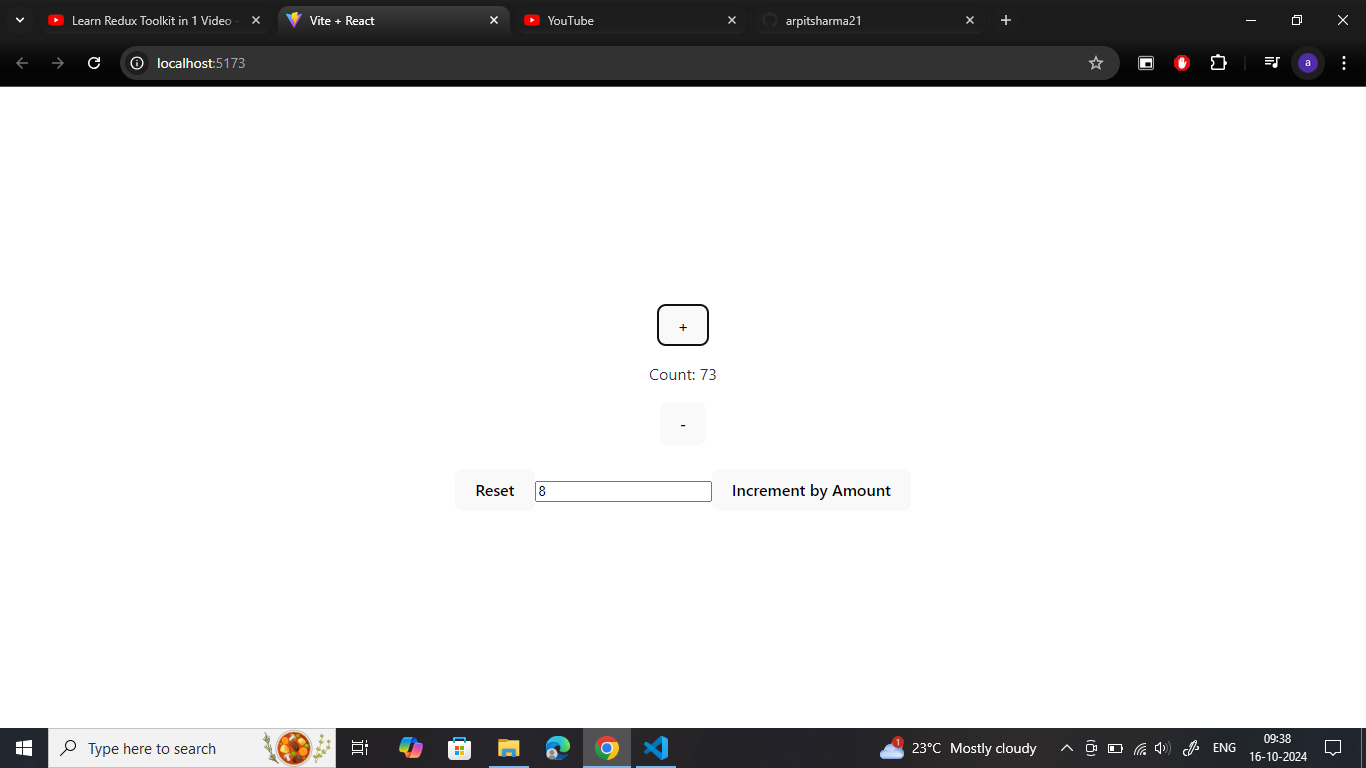 Learn Redux Toolkit in 1 Video -
Vite + React
YouTube
arpitsharma21
localhost:5173
a
+
Count: 73
-
Reset
8
Increment by Amount
Type here to search
1
23°C Mostly cloudy
ENG
09:38
16-10-2024